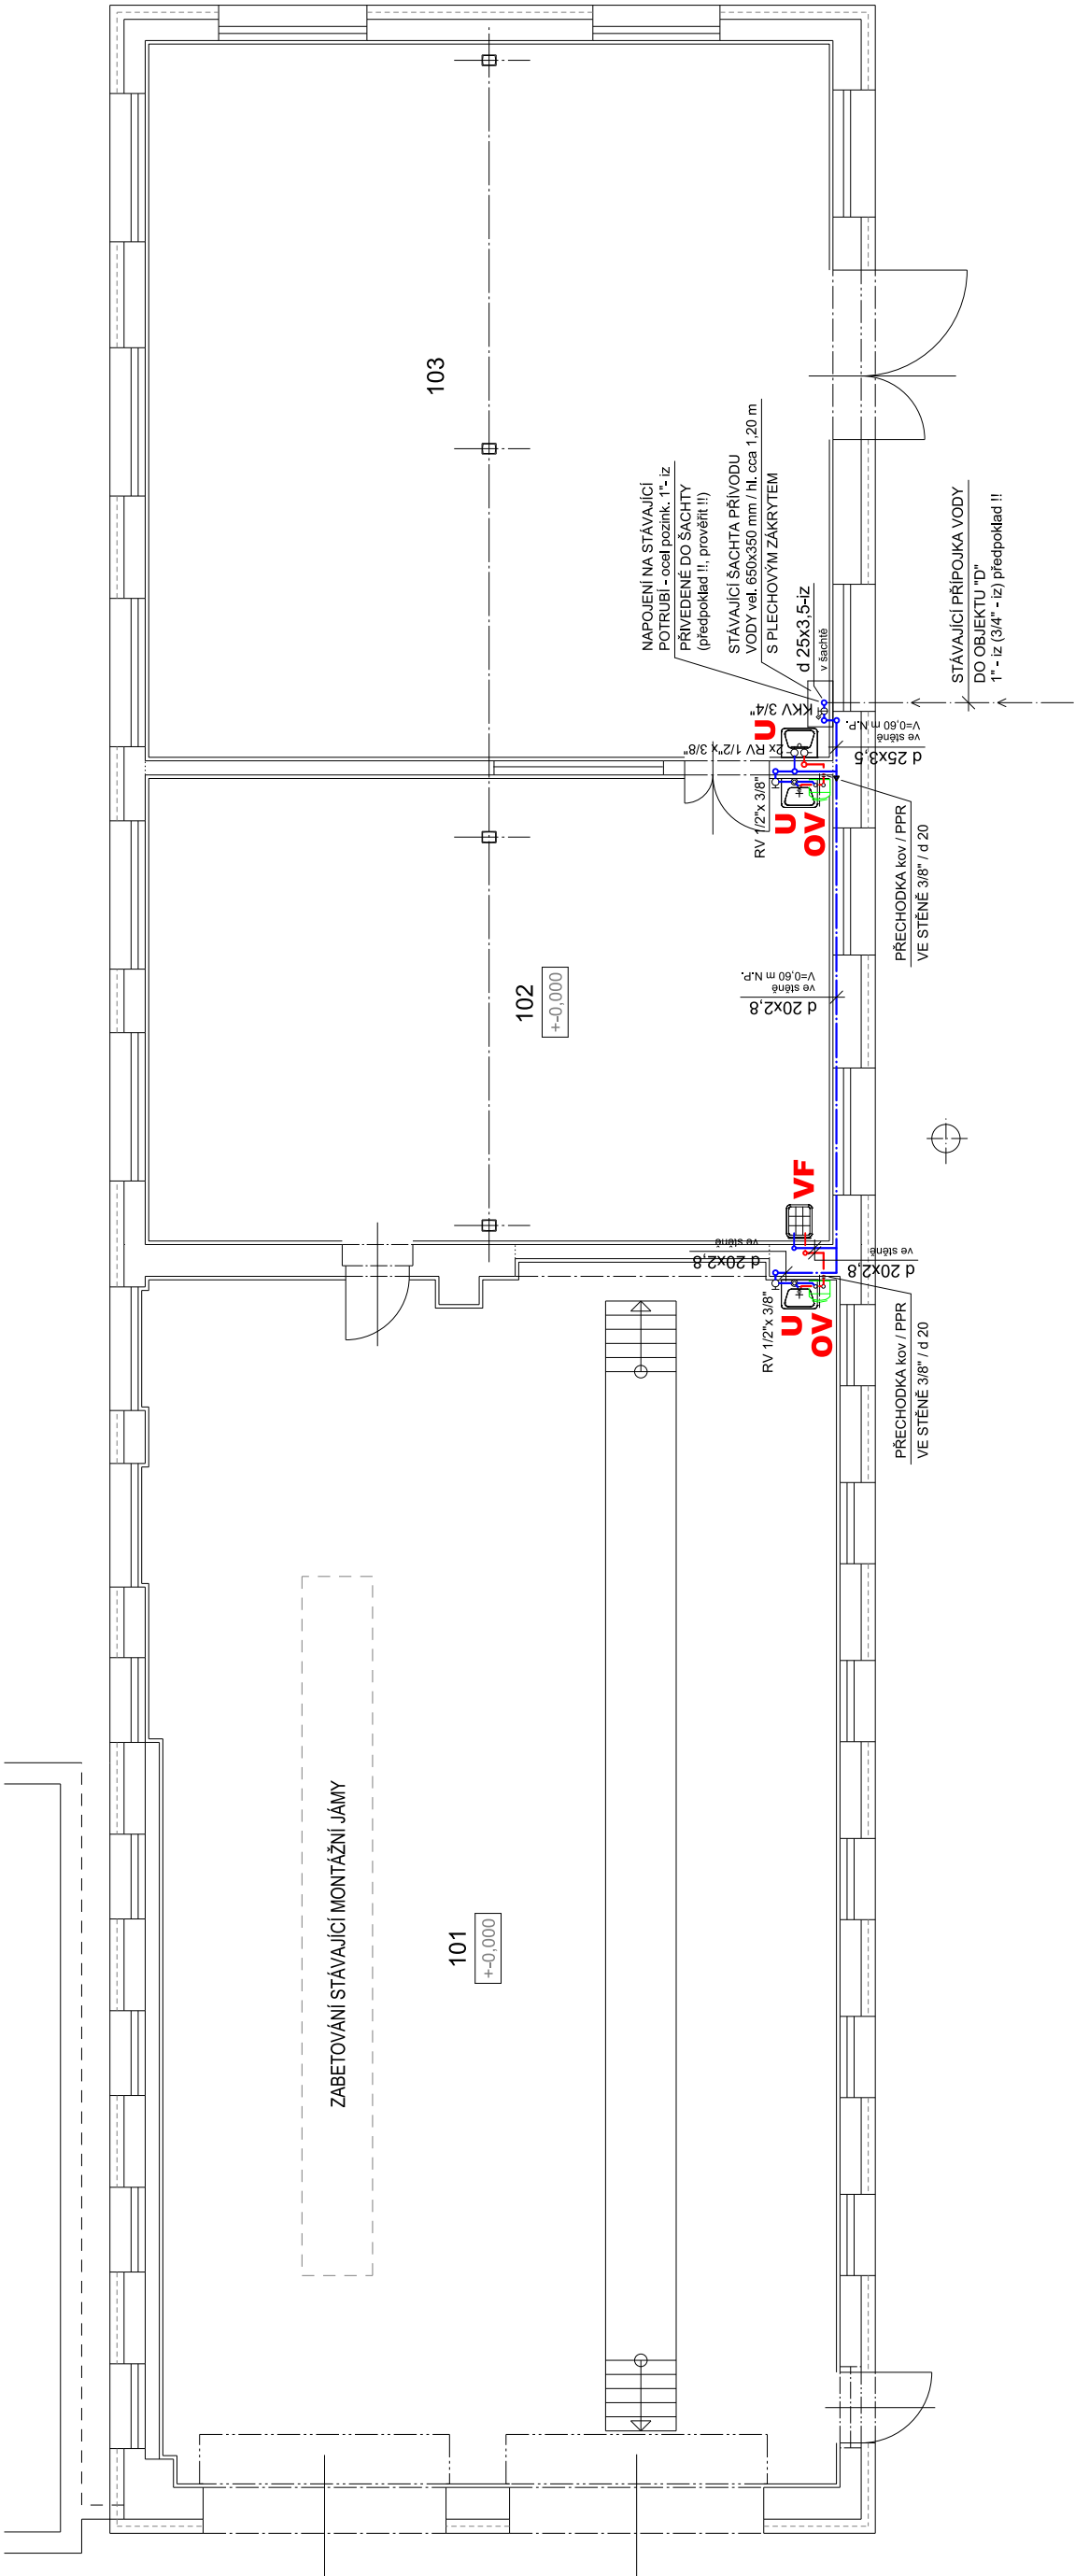 103
NAPOJENÍ NA STÁVAJÍCÍ
POTRUBÍ - ocel pozink. 1"- iz
PŘIVEDENÉ DO ŠACHTY
(předpoklad !!, prověřit !!)
STÁVAJÍCÍ ŠACHTA PŘÍVODU
VODY vel. 650x350 mm / hl. cca 1,20 m
S PLECHOVÝM ZÁKRYTEM
d 25x3,5-iz
v šachtě
STÁVAJÍCÍ PŘÍPOJKA VODY
DO OBJEKTU "D"
1" - iz (3/4" - iz) předpoklad !!
KKV 3/4"
U
2x RV 1/2"x 3/8"
d 25x3,5
ve stěně
V=0,60 m N.P.
RV 1/2"x 3/8"
U
OV
PŘECHODKA kov / PPR
VE STĚNĚ 3/8" / d 20
102
+-0,000
d 20x2,8
ve stěně
V=0,60 m N.P.
VF
d 20x2,8
ve stěně
d 20x2,8
ve stěně
RV 1/2"x 3/8"
U
OV
PŘECHODKA kov / PPR
VE STĚNĚ 3/8" / d 20
ZABETOVÁNÍ STÁVAJÍCÍ MONTÁŽNÍ JÁMY
101
+-0,000